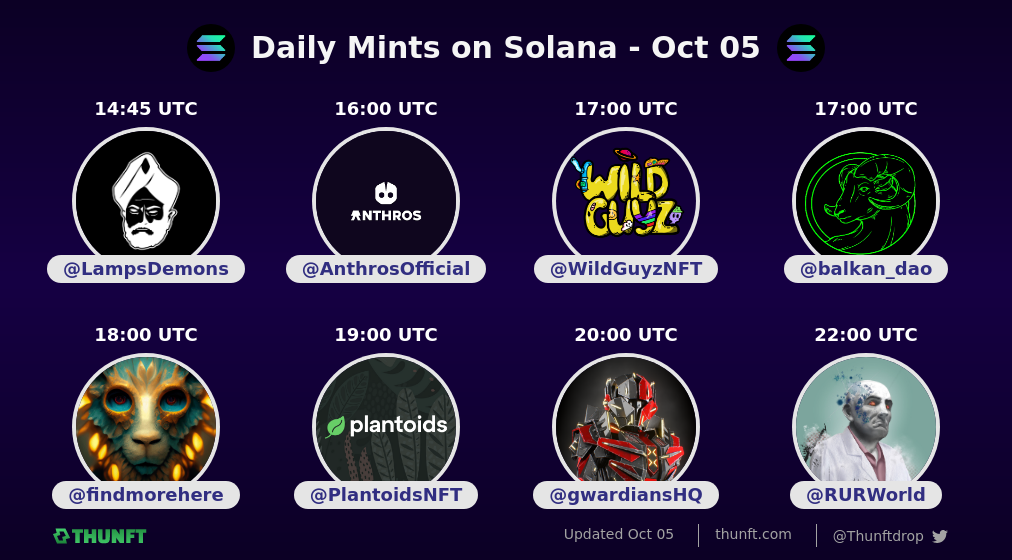 Daily Mints on Solana - Oct 05
14:45 UTC
@LampsDemons
16:00 UTC
ANTHROS
@AnthrosOfficial
17:00 UTC
WILD
GUYZ
@WildGuyzNFT
17:00 UTC
@balkan_dao
18:00 UTC
@findmorehere
19:00 UTC
plantoids
@PlantoidsNFT
20:00 UTC
@gwardiansHQ
22:00 UTC
@RURWorld
THUNFT
Updated Oct 05
thunft.com
@Thunftdrop